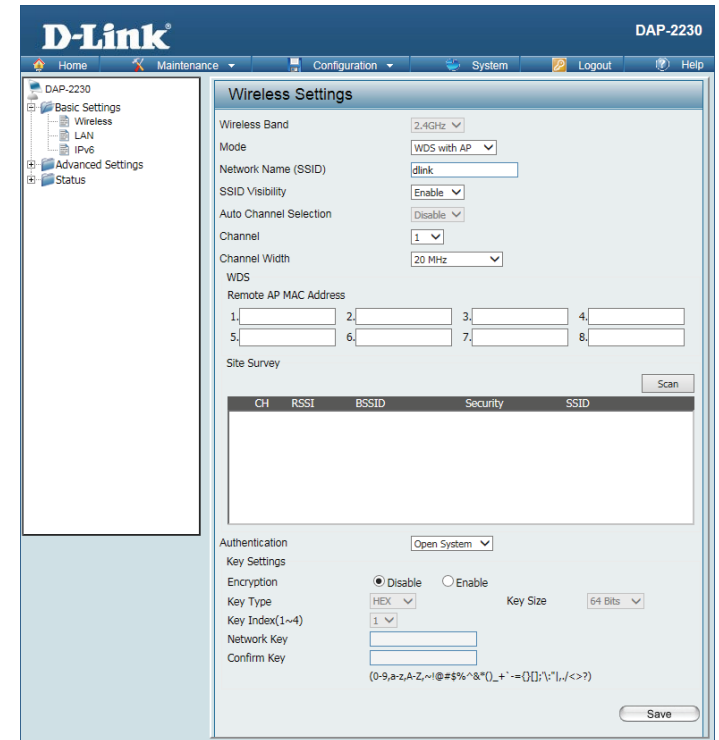 D-Link®
DAP-2230
Home Maintenance Configuration System Logout Help
DAP-2230
Basic Settings
Wireless
LAN
IPv6
Advanced Settings
Status
Wireless Settings
Wireless Band 2.4GHz
Mode WDS with AP
Network Name (SSID) dlink
SSID Visibility Enable
Auto Channel Selection Disable
Channel 1
Channel Width 20 MHz
WDS
Remote AP MAC Address
1. 2. 3. 4.
5. 6. 7. 8.
Site Survey
Scan
CH RSSI BSSID Security SSID
Authentication Open System
Key Settings
Encryption Disable Enable
Key Type HEX Key Size 64 Bits
Key Index(1~4) 1
Network Key
Confirm Key
(0-9,a-z,A-Z,~!@#$%^&*()_+`-={}[];'\:"|,./<>?)
Save